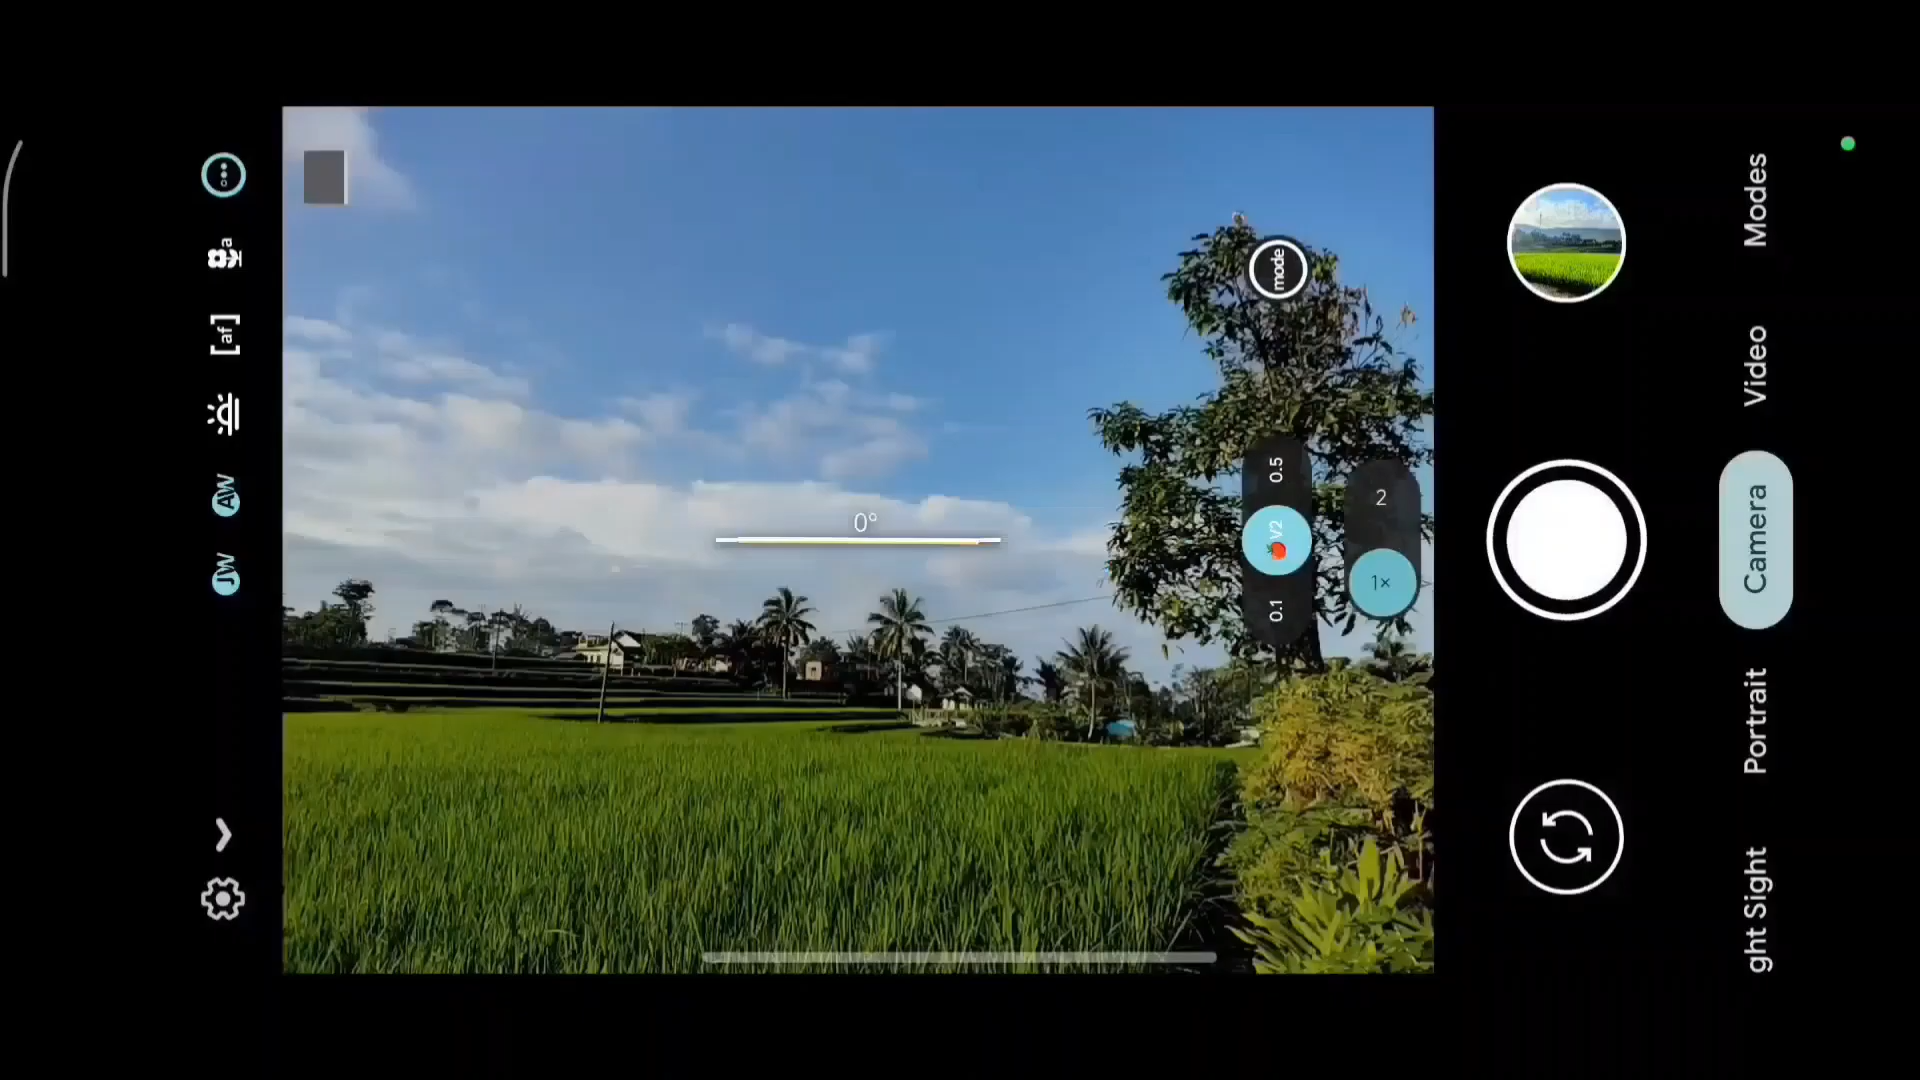 a
[af]
AW
JW
0°
mode
0.5
V2
0.1
2
1×
Modes
Video
Camera
Portrait
ght Sight